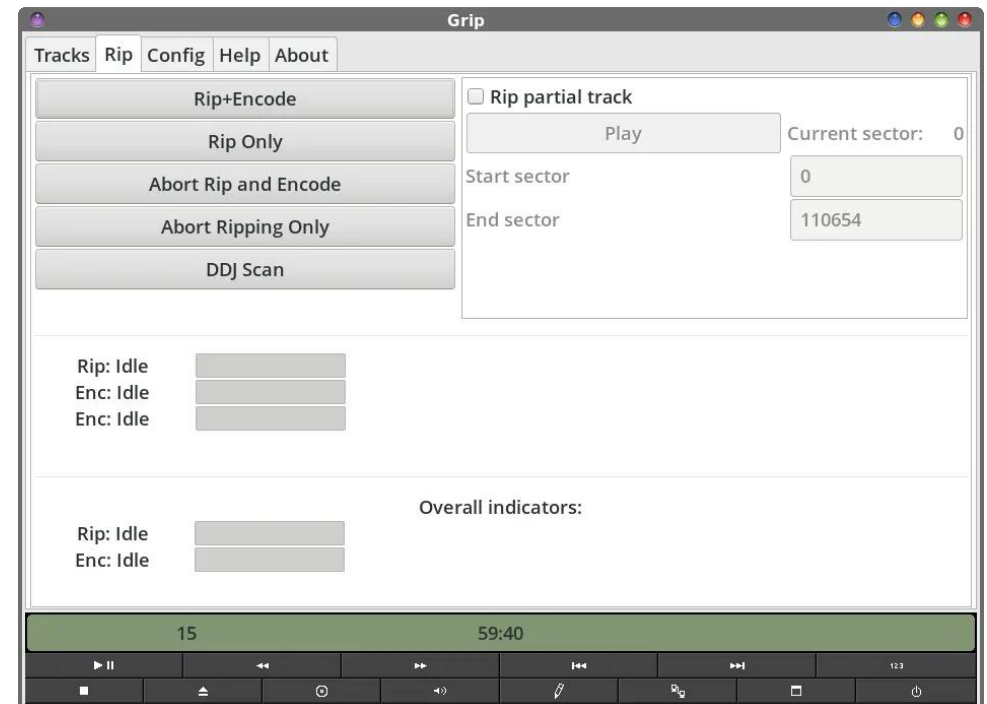 Grip
Tracks Rip Config Help About
Rip+Encode
Rip Only
Abort Rip and Encode
Abort Ripping Only
DDJ Scan
Rip partial track
Play Current sector: 0
Start sector 0
End sector 110654
Rip: Idle
Enc: Idle
Enc: Idle
Overall indicators:
Rip: Idle
Enc: Idle
15 59:40
123